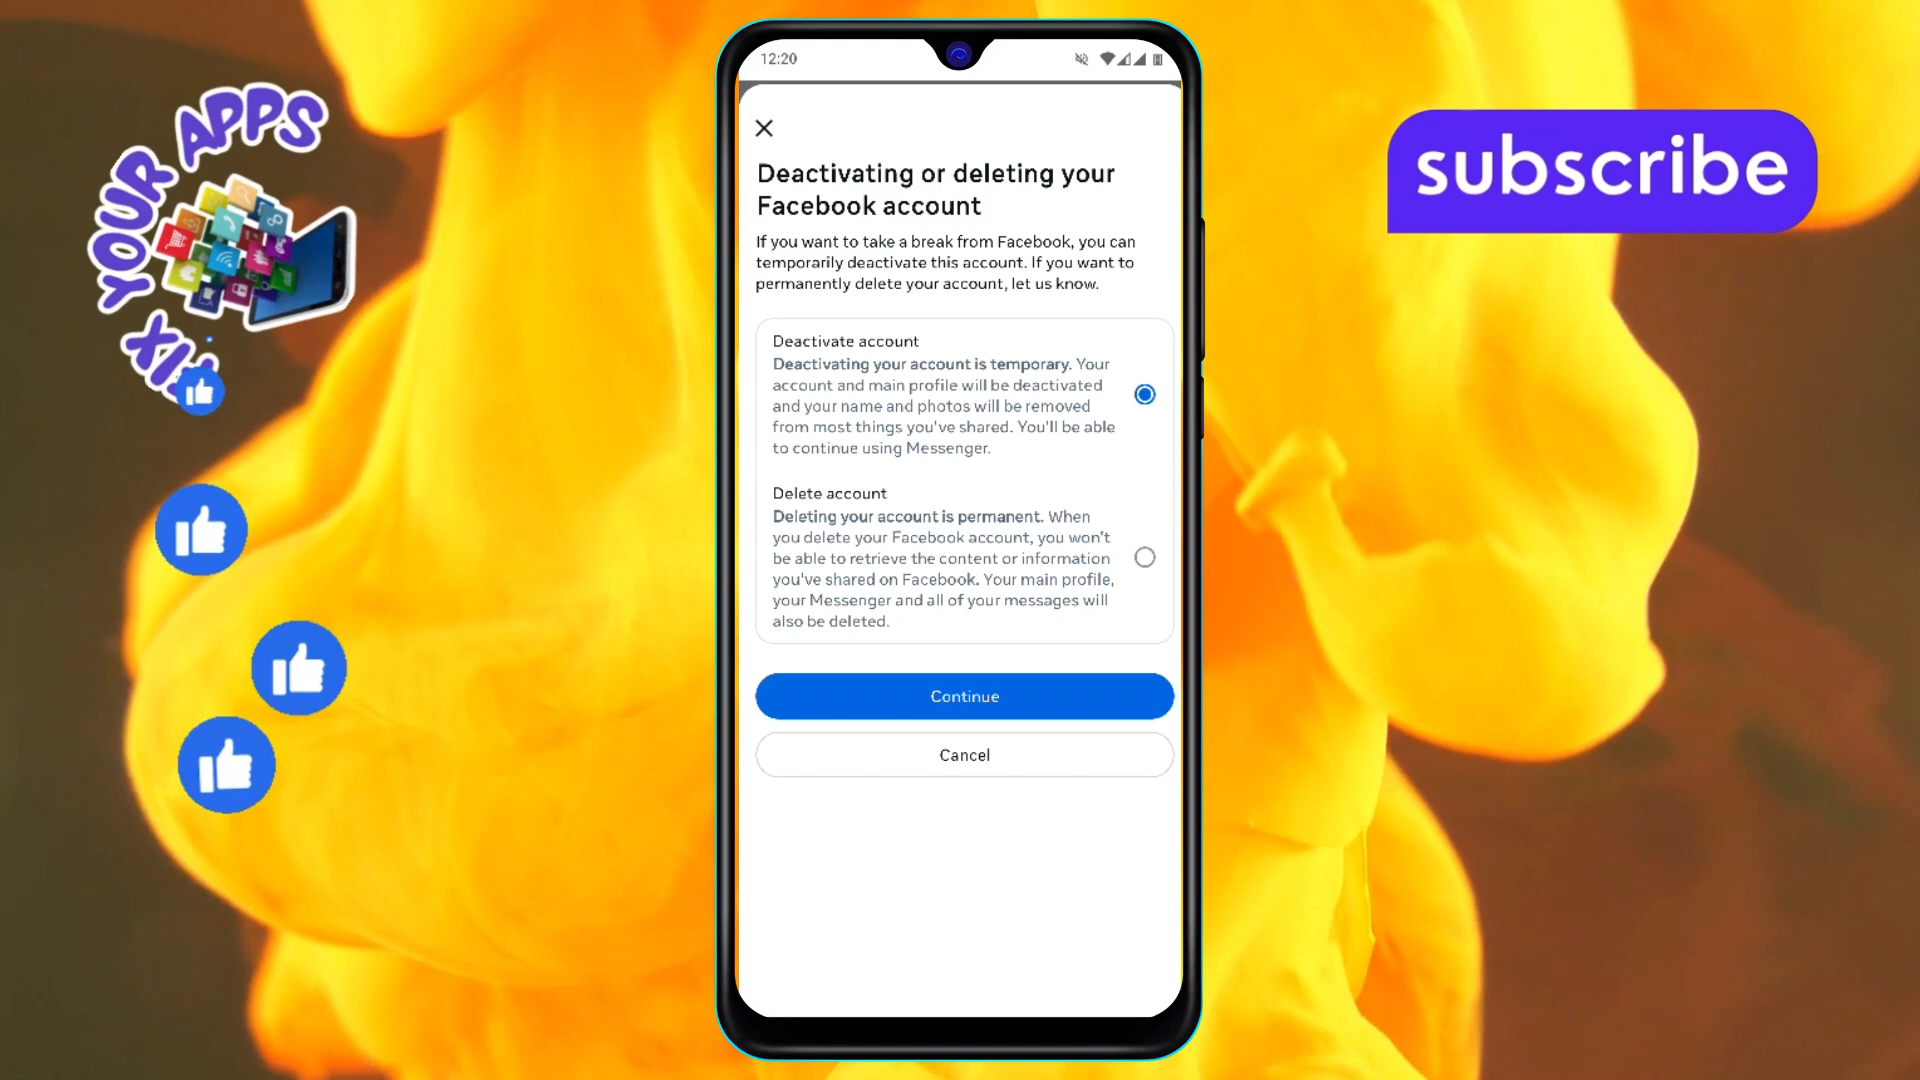 YOUR APPS
FIX
subscribe
12:20
Deactivating or deleting your
Facebook account
If you want to take a break from Facebook, you can
temporarily deactivate this account. If you want to
permanently delete your account, let us know.
Deactivate account
Deactivating your account is temporary. Your
account and main profile will be deactivated
and your name and photos will be removed
from most things you've shared. You'll be able
to continue using Messenger.
Delete account
Deleting your account is permanent. When
you delete your Facebook account, you won't
be able to retrieve the content or information
you've shared on Facebook. Your main profile,
your Messenger and all of your messages will
also be deleted.
Continue
Cancel